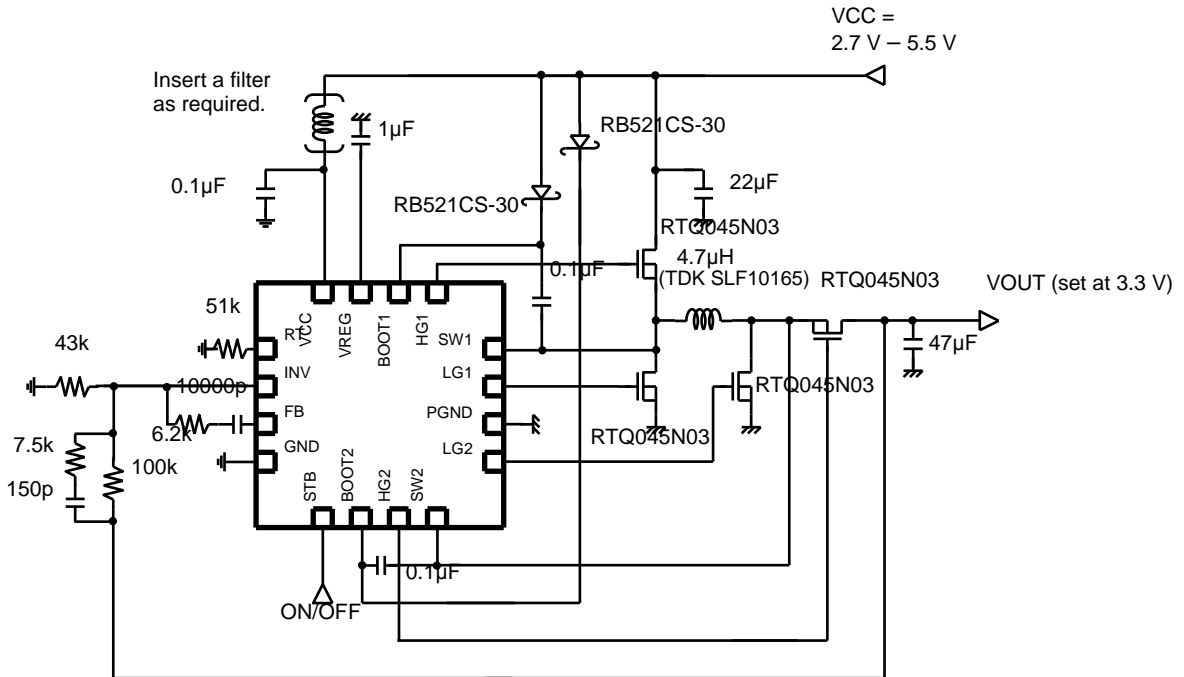 VCC =
2.7 V – 5.5 V
Insert a filter
as required.
1µF
RB521CS-30
0.1µF
RB521CS-30
22µF
RTQ045N03
4.7µH
(TDK SLF10165)
0.1µF
RTQ045N03
VOUT (set at 3.3 V)
51k
RT
VCC
VREG
BOOT1
HG1
SW1
43k
47µF
10000p
INV
LG1
RTQ045N03
FB
PGND
6.2k
RTQ045N03
7.5k
GND
LG2
100k
150p
STB
BOOT2
HG2
SW2
0.1µF
ON/OFF